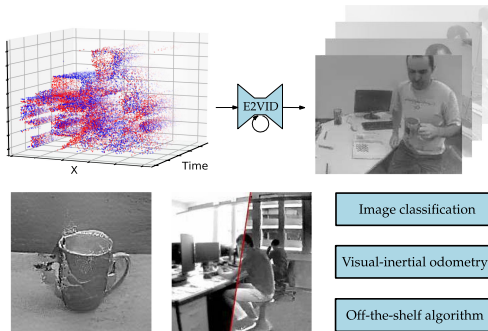 E2VID
X
Time
Image classification
Visual-inertial odometry
Off-the-shelf algorithm